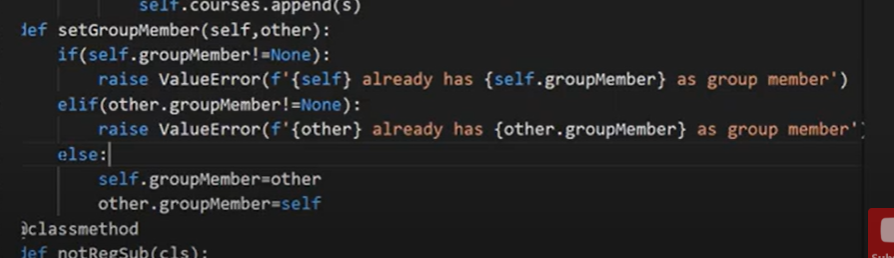 self.courses.append(s)
def setGroupMember(self,other):
if(self.groupMember!=None):
raise ValueError(f'{self} already has {self.groupMember} as group member')
elif(other.groupMember!=None):
raise ValueError(f'{other} already has {other.groupMember} as group member')
else:
self.groupMember=other
other.groupMember=self
@classmethod
def notRegSub(cls):